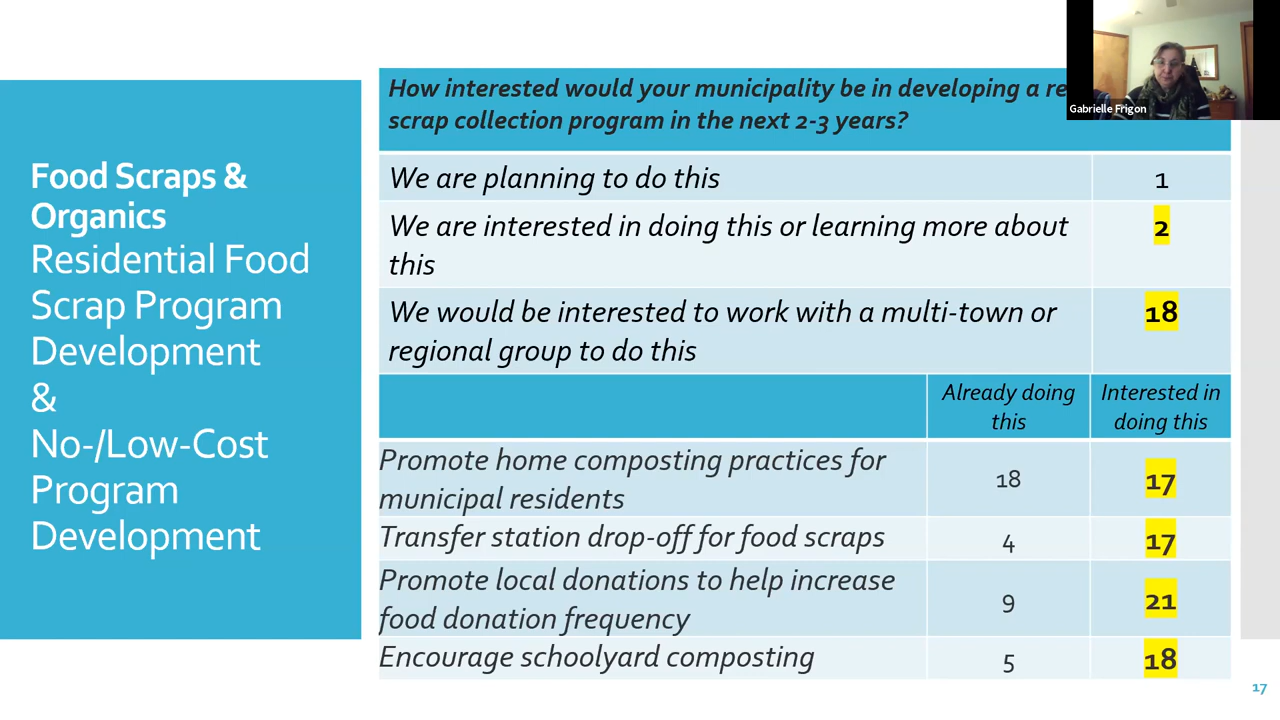 Food Scraps &
Organics
Residential Food
Scrap Program
Development
&
No-/Low-Cost
Program
Development
How interested would your municipality be in developing a
scrap collection program in the next 2-3 years?
We are planning to do this 1
We are interested in doing this or learning more about
this
2
We would be interested to work with a multi-town or
regional group to do this
18
Already doing
this
Interested in
doing this
Promote home composting practices for
municipal residents
18
17
Transfer station drop-off for food scraps 4 17
Promote local donations to help increase
food donation frequency
9
21
Encourage schoolyard composting 5 18
Gabrielle Frigon
17